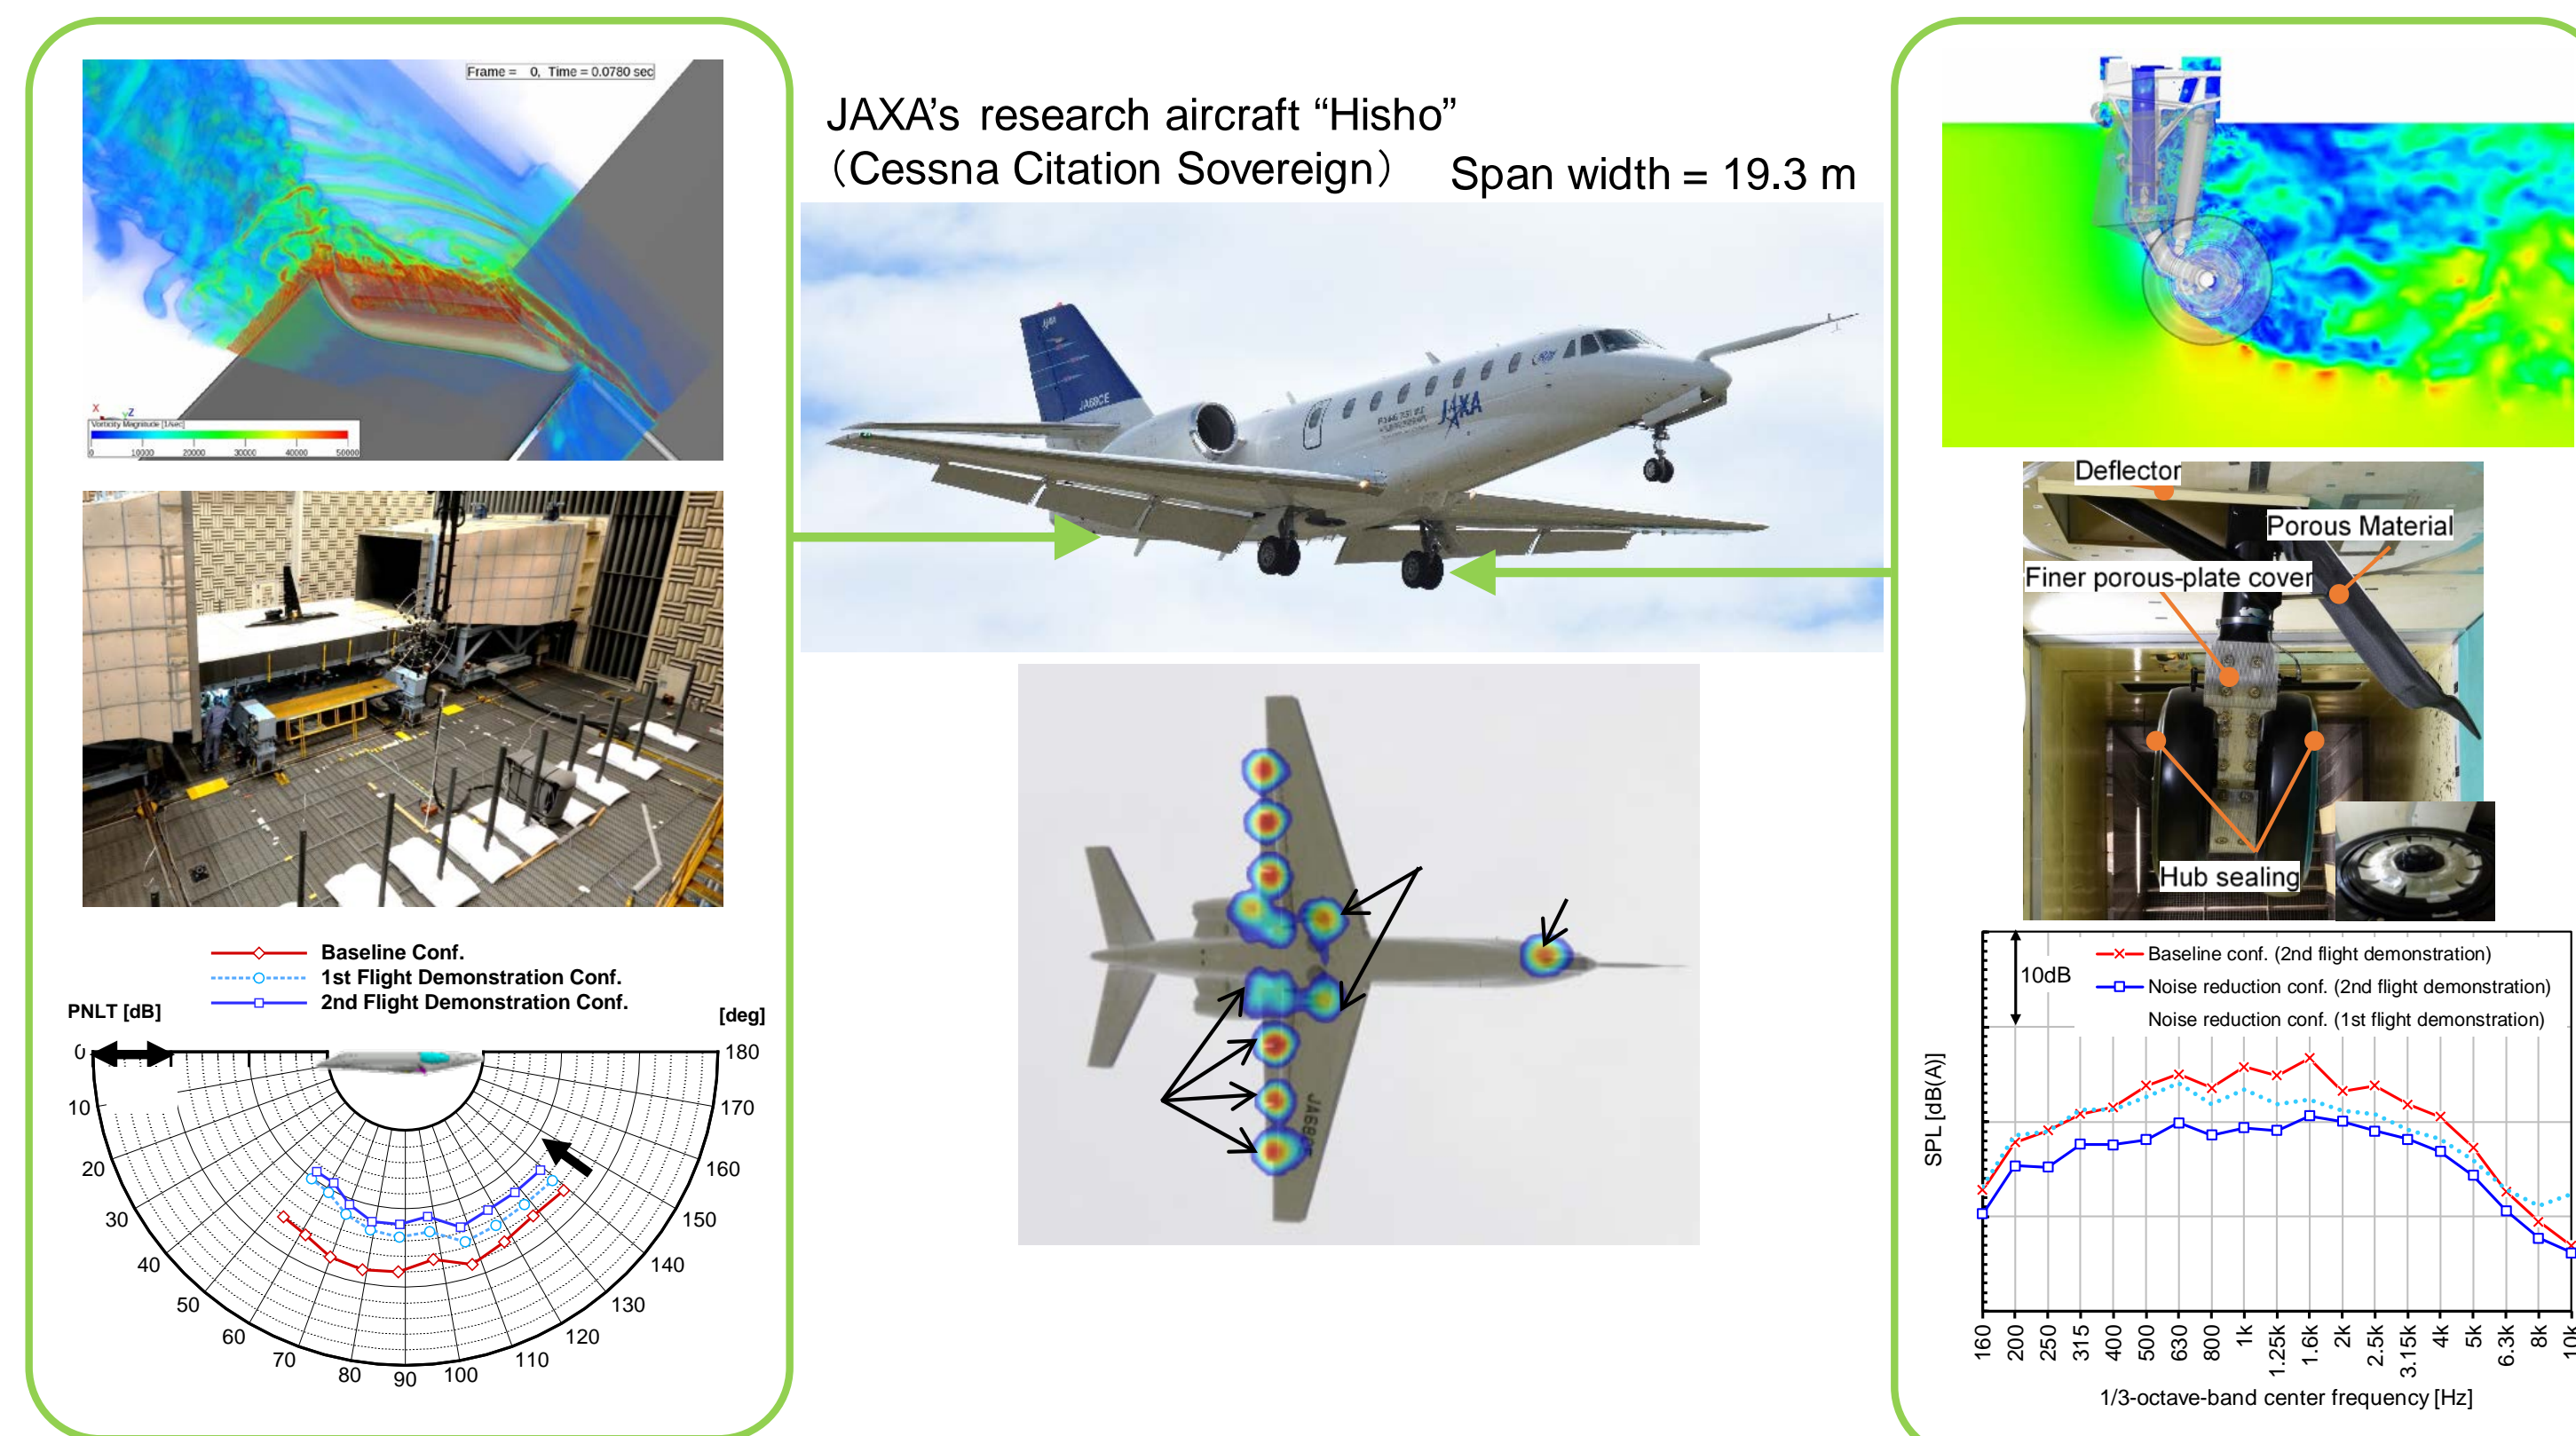 Frame = 0, Time = 0.0780 sec
X
Y
Z
Vorticity Magnitude [1/sec]
0 10000 20000 30000 40000 50000
Baseline Conf.
1st Flight Demonstration Conf.
2nd Flight Demonstration Conf.
PNLT [dB]
[deg]
0
10
20
30
40
50
60
70
80
90
100
110
120
130
140
150
160
170
180
JAXA’s research aircraft “Hisho”
（Cessna Citation Sovereign） Span width = 19.3 m
JAXA
JA68CE
Deflector
Porous Material
Finer porous-plate cover
Hub sealing
Baseline conf. (2nd flight demonstration)
10dB
Noise reduction conf. (2nd flight demonstration)
Noise reduction conf. (1st flight demonstration)
SPL [dB(A)]
160 200 250 315 400 500 630 800 1k 1.25k 1.6k 2k 2.5k 3.15k 4k 5k 6.3k 8k 10k
1/3-octave-band center frequency [Hz]